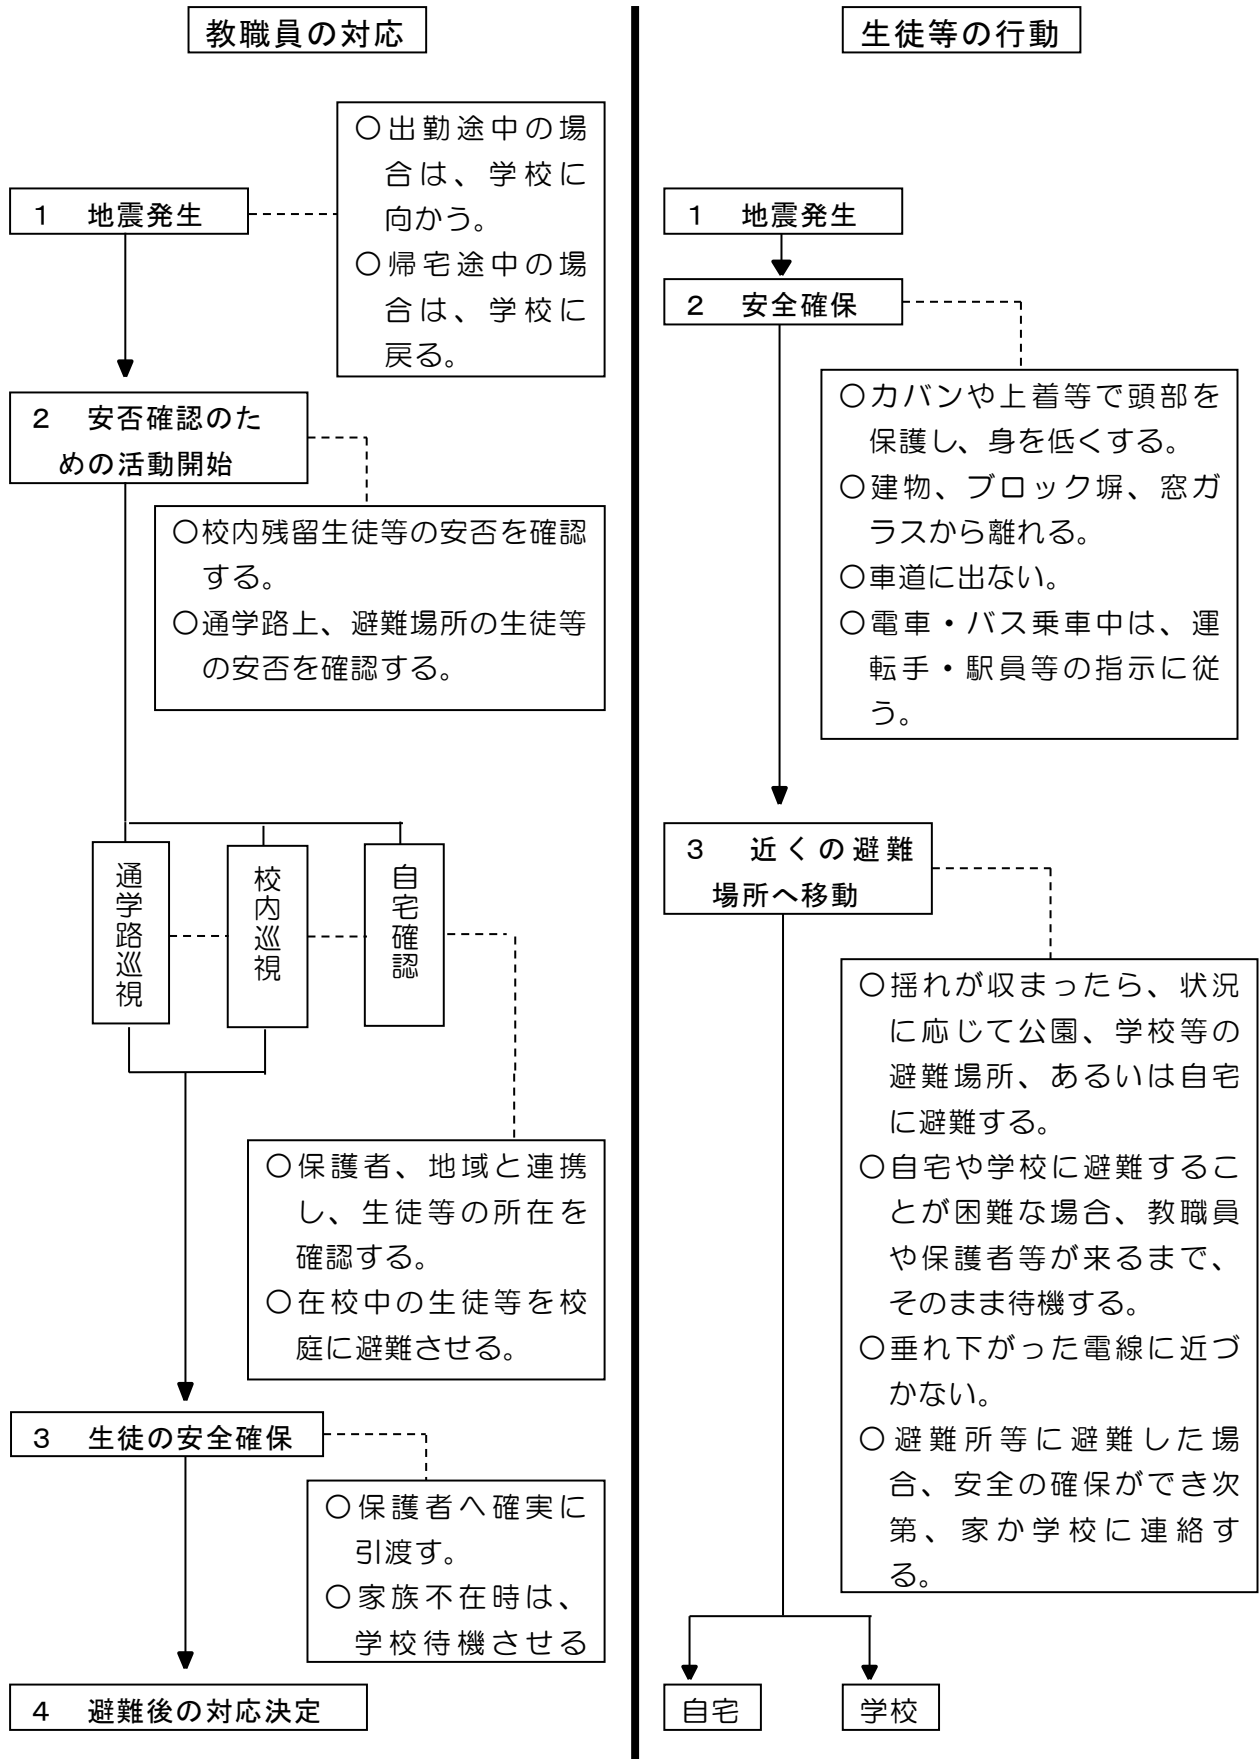 教職員の対応
○出勤途中の場
合は、学校に
向かう。
○帰宅途中の場
合は、学校に
戻る。
1 地震発生
2 安否確認のた
めの活動開始
○校内残留生徒等の安否を確認
する。
○通学路上、避難場所の生徒等
の安否を確認する。
通学路巡視
校内巡視
自宅確認
○保護者、地域と連携
し、生徒等の所在を
確認する。
○在校中の生徒等を校
庭に避難させる。
3 生徒の安全確保
○保護者へ確実に
引渡す。
○家族不在時は、
学校待機させる
4 避難後の対応決定
生徒等の行動
1 地震発生
2 安全確保
○カバンや上着等で頭部を
保護し、身を低くする。
○建物、ブロック塀、窓ガ
ラスから離れる。
○車道に出ない。
○電車・バス乗車中は、運
転手・駅員等の指示に従
う。
3 近くの避難
場所へ移動
○揺れが収まったら、状況
に応じて公園、学校等の
避難場所、あるいは自宅
に避難する。
○自宅や学校に避難するこ
とが困難な場合、教職員
や保護者等が来るまで、
そのまま待機する。
○垂れ下がった電線に近づ
かない。
○避難所等に避難した場
合、安全の確保ができ次
第、家か学校に連絡す
る。
自宅
学校